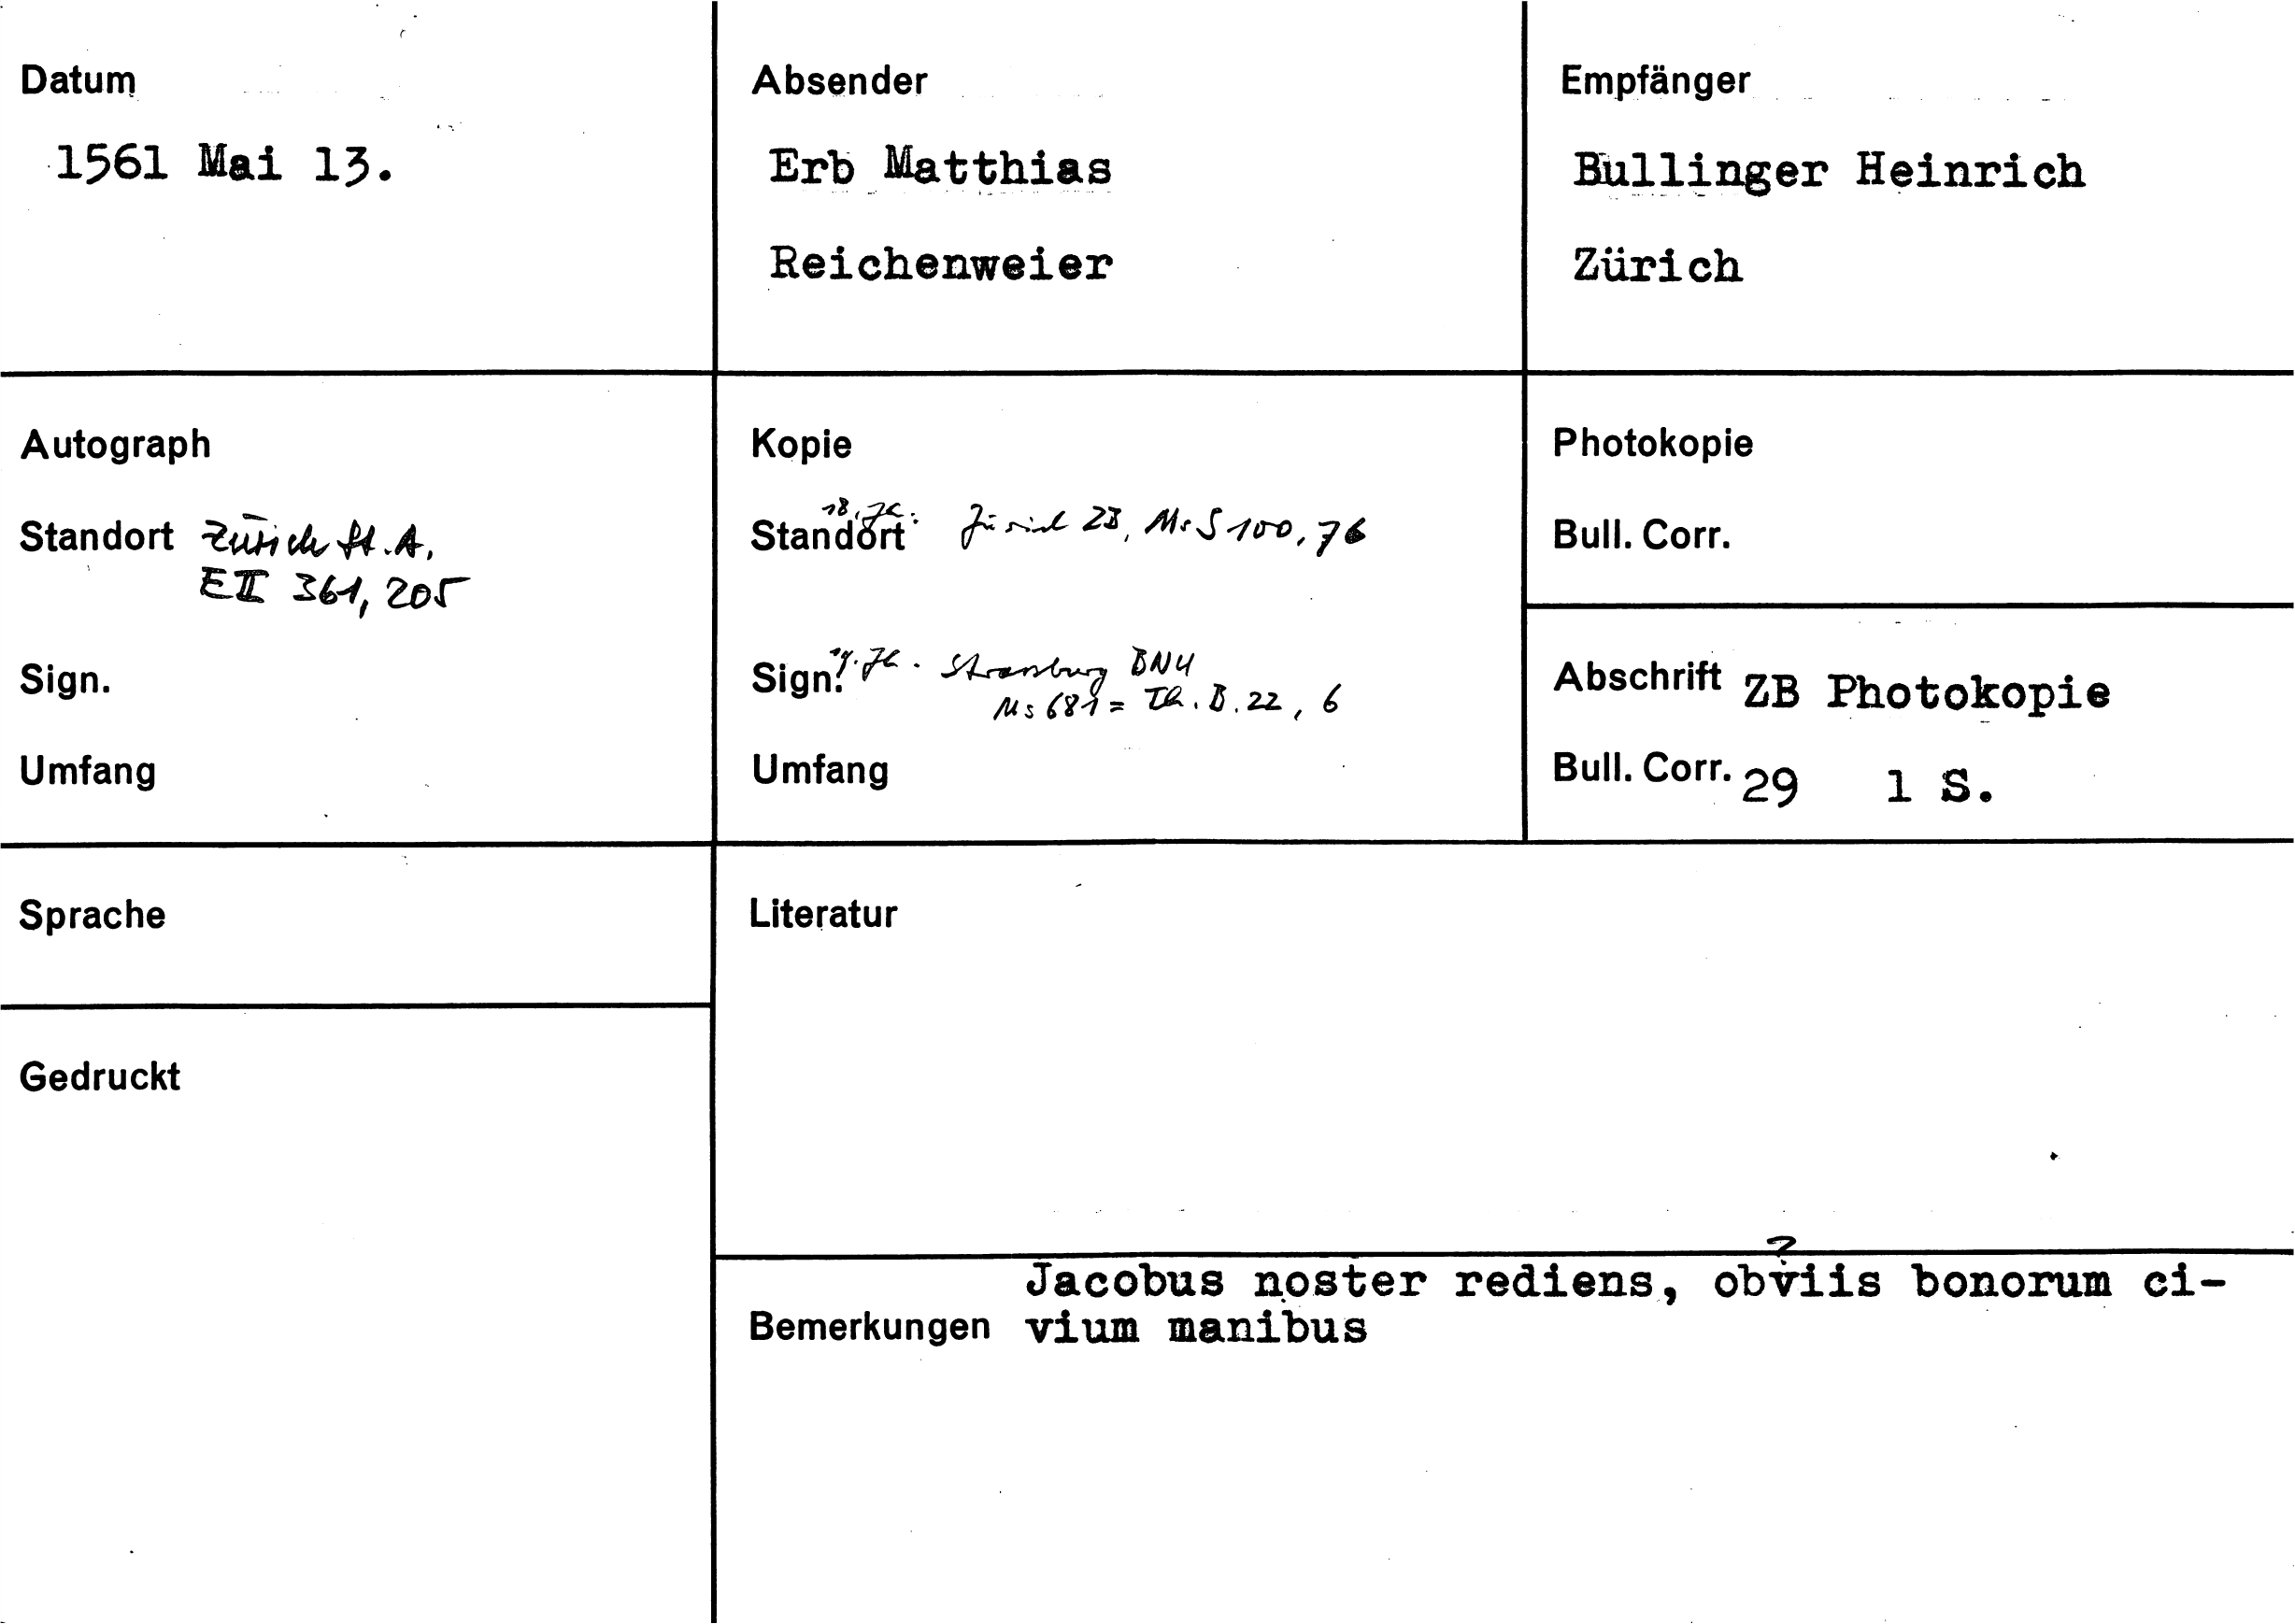 Datum
1561 Mai 13.
Absender
Erb Matthias
Reichenweier
Empfänger
Bullinger Heinrich
Zürich
Autograph
Standort Zürich St.A,
E II 361, 205
Sign.
Umfang
Kopie
18. Jh.:
Standort Zürich ZB, Ms S 100, 76
Sign. 19. Jh. Strassburg BNU
Ms 681 = Th. B. 22, 6
Umfang
Photokopie
Bull. Corr.
Abschrift ZB Photokopie
Bull. Corr. 29 1 S.
Sprache
Gedruckt
Literatur
?
Jacobus noster rediens, obviis bonorum ci-
Bemerkungen vium manibus